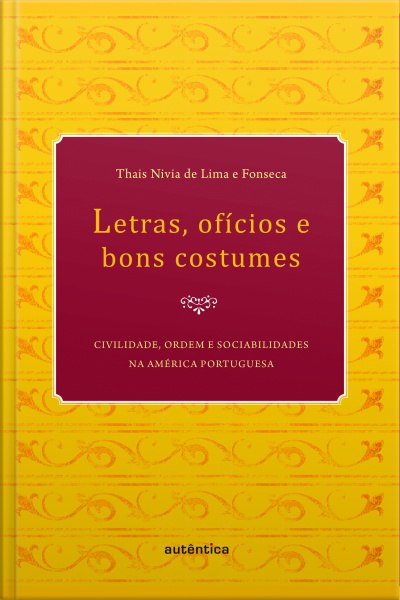 Thais Nivia de Lima e Fonseca
Letras, ofícios e
bons costumes
CIVILIDADE, ORDEM E SOCIABILIDADES
NA AMÉRICA PORTUGUESA
autêntica